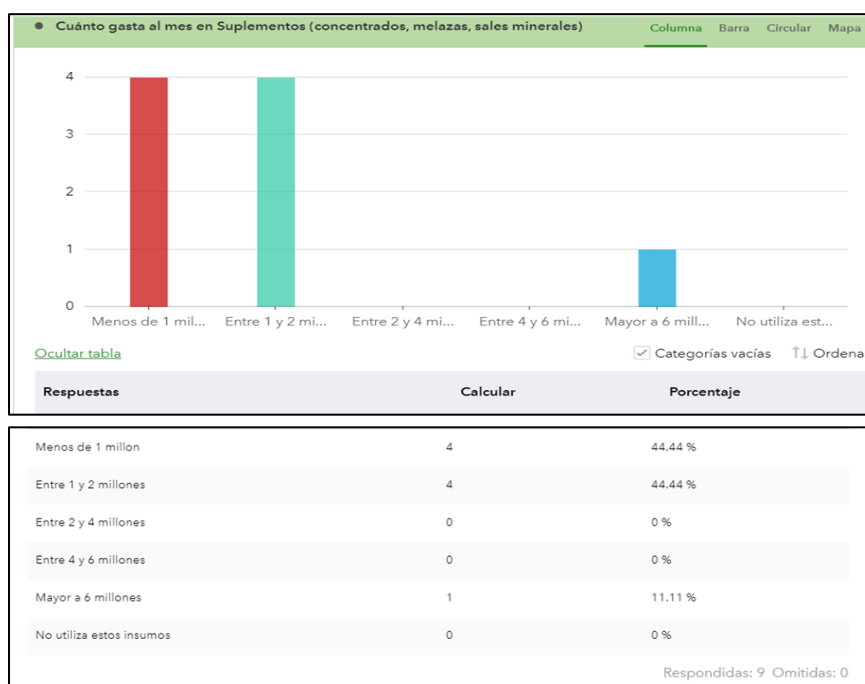 Cuánto gasta al mes en Suplementos (concentrados, melazas, sales minerales) Columna Barra Circular Mapa
4
3
2
1
0
Menos de 1 mil... Entre 1 y 2 mi... Entre 2 y 4 mi... Entre 4 y 6 mi... Mayor a 6 mill... No utiliza est...
Ocultar tabla Categorías vacías Ordena
Respuestas Calcular Porcentaje
Menos de 1 millon 4 44.44 %
Entre 1 y 2 millones 4 44.44 %
Entre 2 y 4 millones 0 0 %
Entre 4 y 6 millones 0 0 %
Mayor a 6 millones 1 11.11 %
No utiliza estos insumos 0 0 %
Respondidas: 9 Omitidas: 0